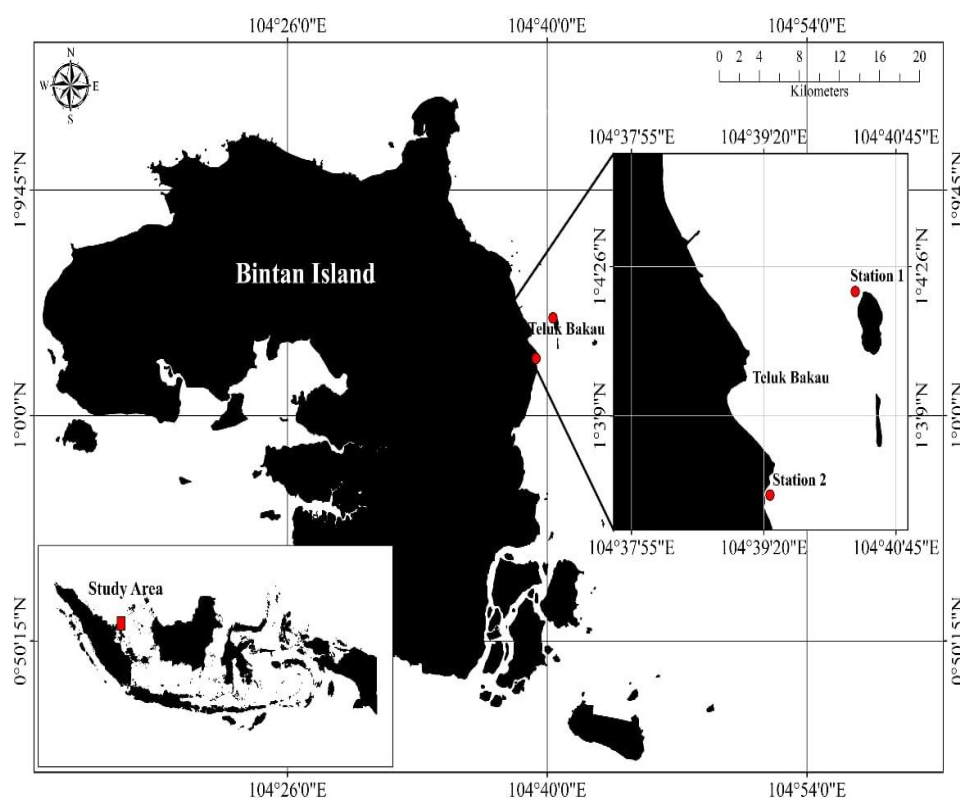 104°26'0"E 104°40'0"E 104°54'0"E
N
W E
S
0 2 4 8 12 16 20
Kilometers
104°37'55"E 104°39'20"E 104°40'45"E
1°9'45"N 1°9'45"N
1°4'26"N 1°4'26"N
Bintan Island
Station 1
Teluk Bakau
Teluk Bakau
1°0'0"N 1°3'9"N 1°3'9"N 1°0'0"N
Station 2
104°37'55"E 104°39'20"E 104°40'45"E
Study Area
0°50'15"N 0°50'15"N
104°26'0"E 104°40'0"E 104°54'0"E